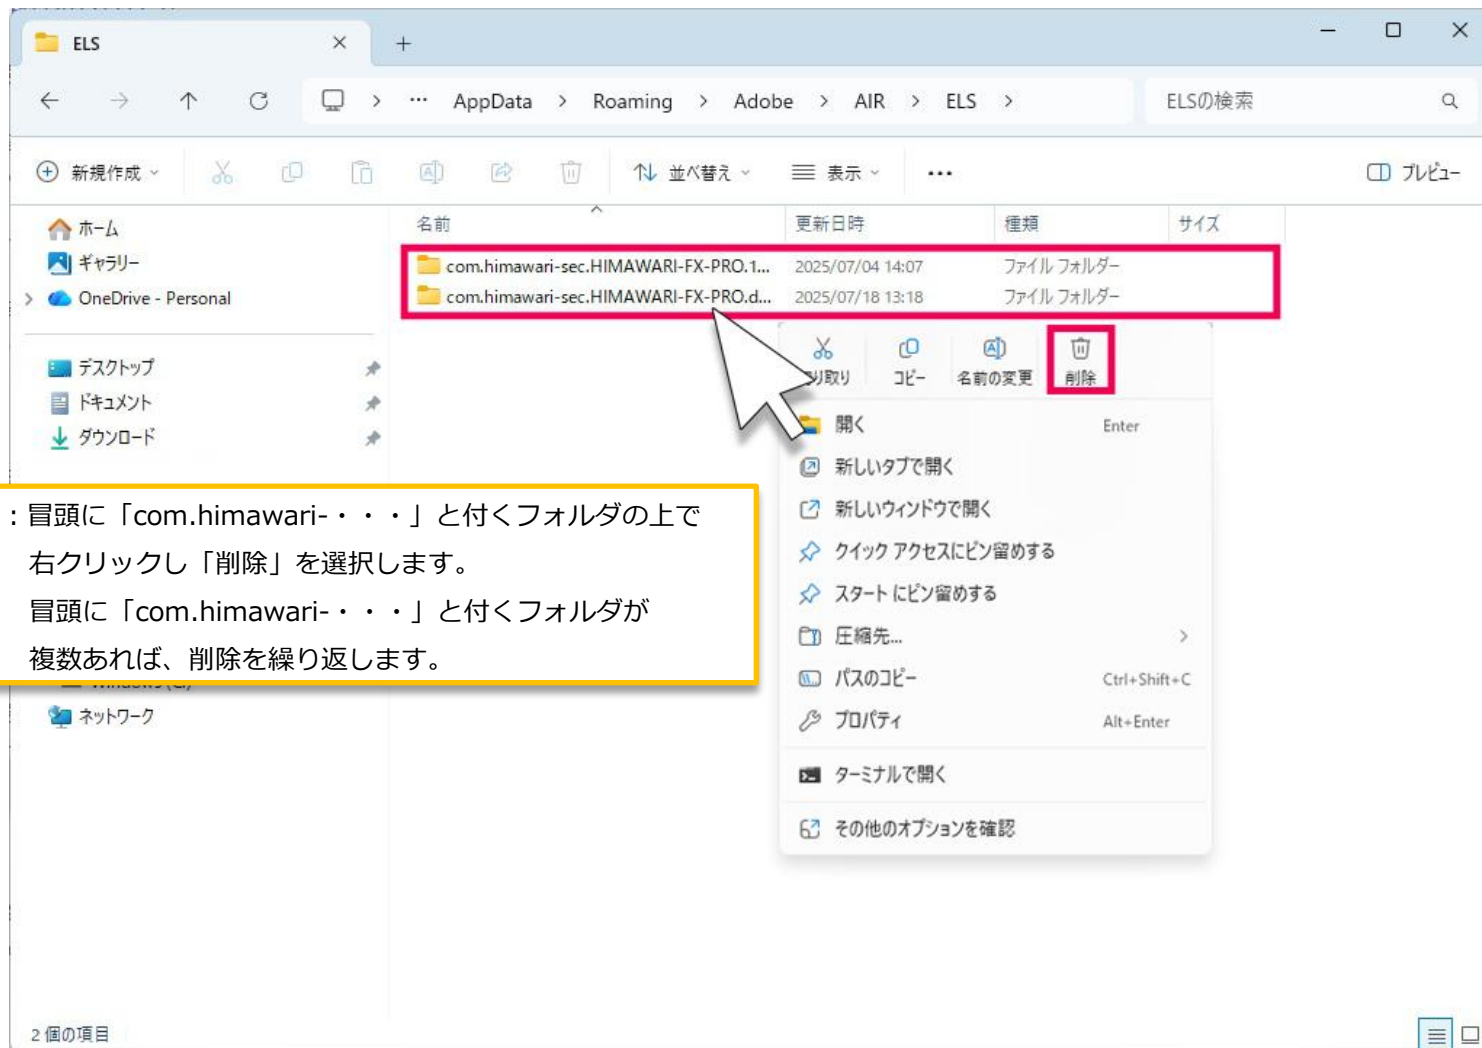 ELS
AppData > Roaming > Adobe > AIR > ELS >
ELSの検索
新規作成
並べ替え
表示
プレビュー
名前
更新日時
種類
サイズ
ホーム
ギャラリー
OneDrive - Personal
デスクトップ
ドキュメント
ダウンロード
com.himawari-sec.HIMAWARI-FX-PRO.1... 2025/07/04 14:07 ファイル フォルダー
com.himawari-sec.HIMAWARI-FX-PRO.d... 2025/07/18 13:18 ファイル フォルダー
り取り
コピー
名前の変更
削除
開く Enter
新しいタブで開く
新しいウィンドウで開く
クイック アクセスにピン留めする
スタート にピン留めする
圧縮先...
パスのコピー Ctrl+Shift+C
プロパティ Alt+Enter
ターミナルで開く
その他のオプションを確認
：冒頭に「com.himawari-・・・」と付くフォルダの上で
右クリックし「削除」を選択します。
冒頭に「com.himawari-・・・」と付くフォルダが
複数あれば、削除を繰り返します。
ネットワーク
2 個の項目